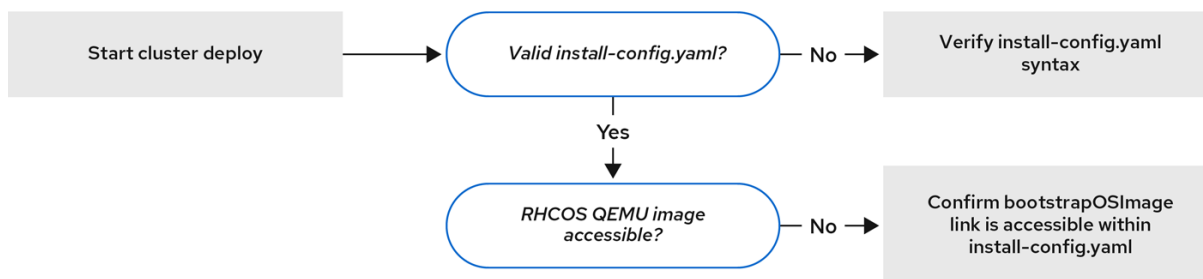 Start cluster deploy
Valid install-config.yaml?
No
Verify install-config.yaml
syntax
Yes
RHCOS QEMU image
accessible?
No
Confirm bootstrapOSImage
link is accessible within
install-config.yaml